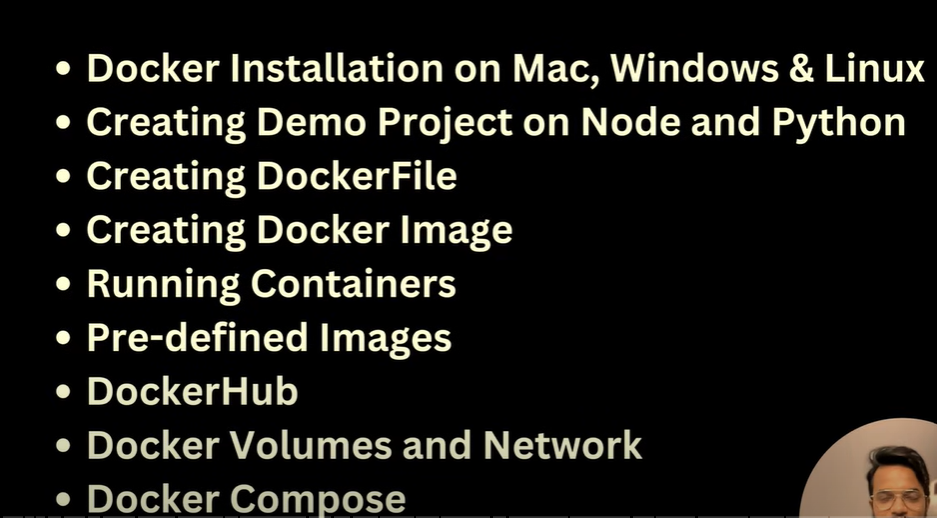 • Docker Installation on Mac, Windows & Linux
• Creating Demo Project on Node and Python
• Creating DockerFile
• Creating Docker Image
• Running Containers
• Pre-defined Images
• DockerHub
• Docker Volumes and Network
• Docker Compose